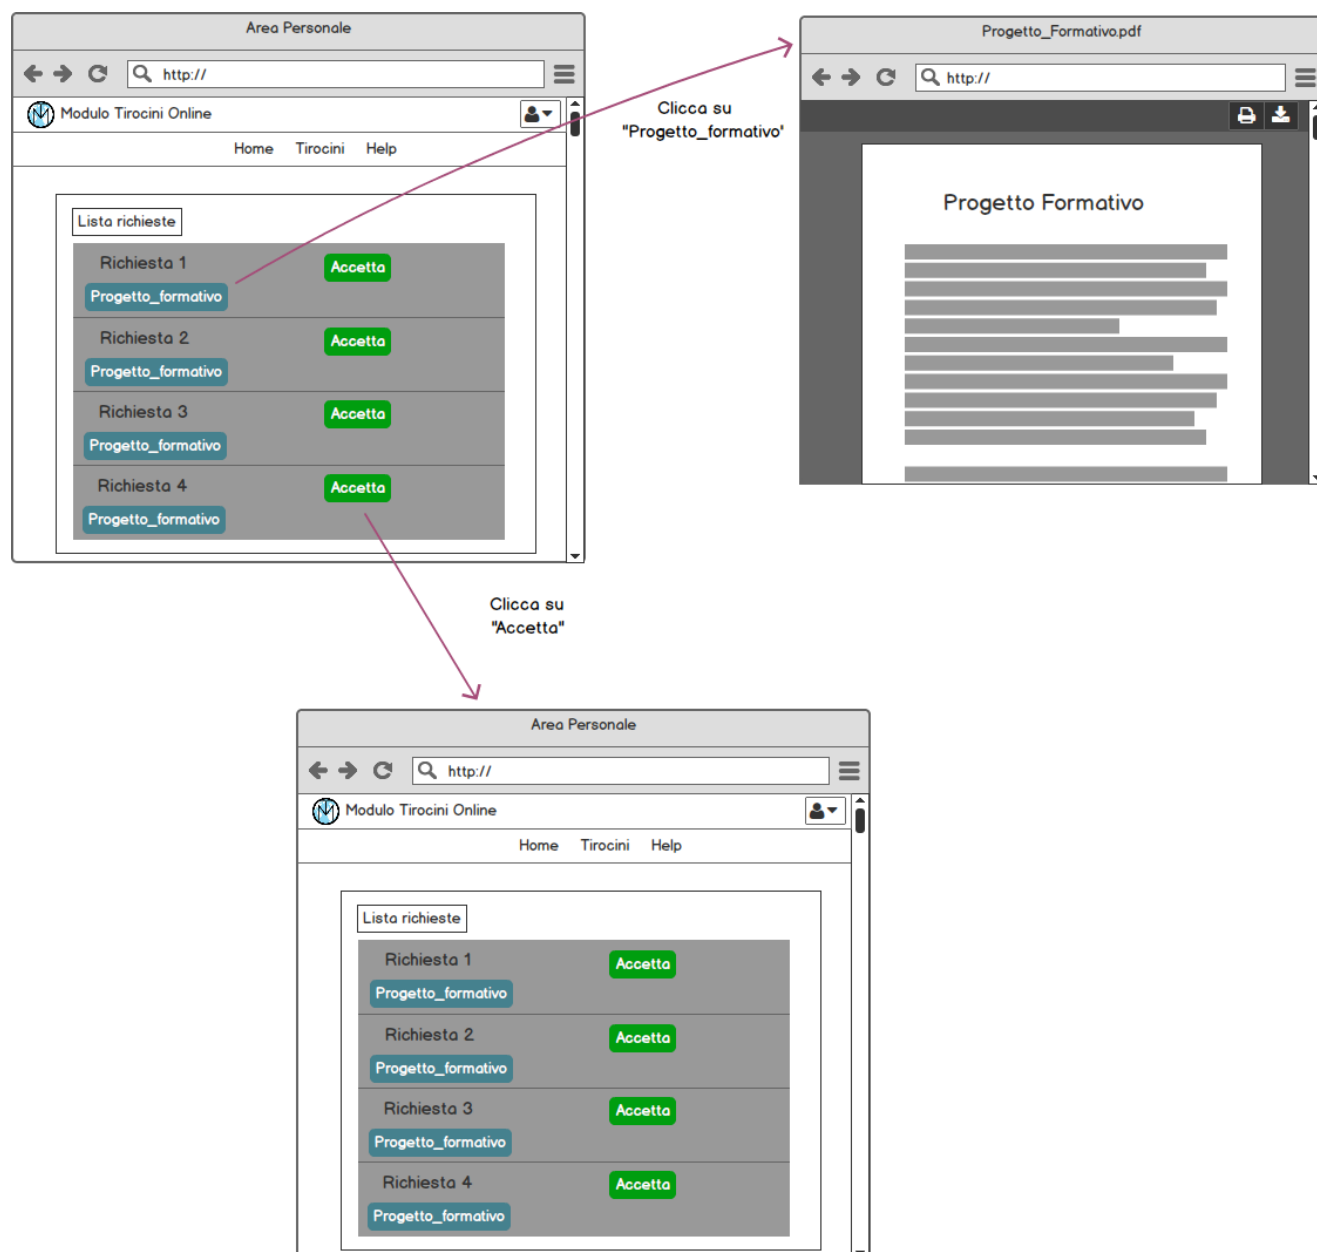 Area Personale
http://
Modulo Tirocini Online
Home Tirocini Help
Lista richieste
Richiesta 1
Accetta
Progetto_formativo
Richiesta 2
Accetta
Progetto_formativo
Richiesta 3
Accetta
Progetto_formativo
Richiesta 4
Accetta
Progetto_formativo
Clicca su
"Progetto_formativo'
Progetto_Formativo.pdf
http://
Progetto Formativo
Clicca su
"Accetta"
Area Personale
http://
Modulo Tirocini Online
Home Tirocini Help
Lista richieste
Richiesta 1
Accetta
Progetto_formativo
Richiesta 2
Accetta
Progetto_formativo
Richiesta 3
Accetta
Progetto_formativo
Richiesta 4
Accetta
Progetto_formativo